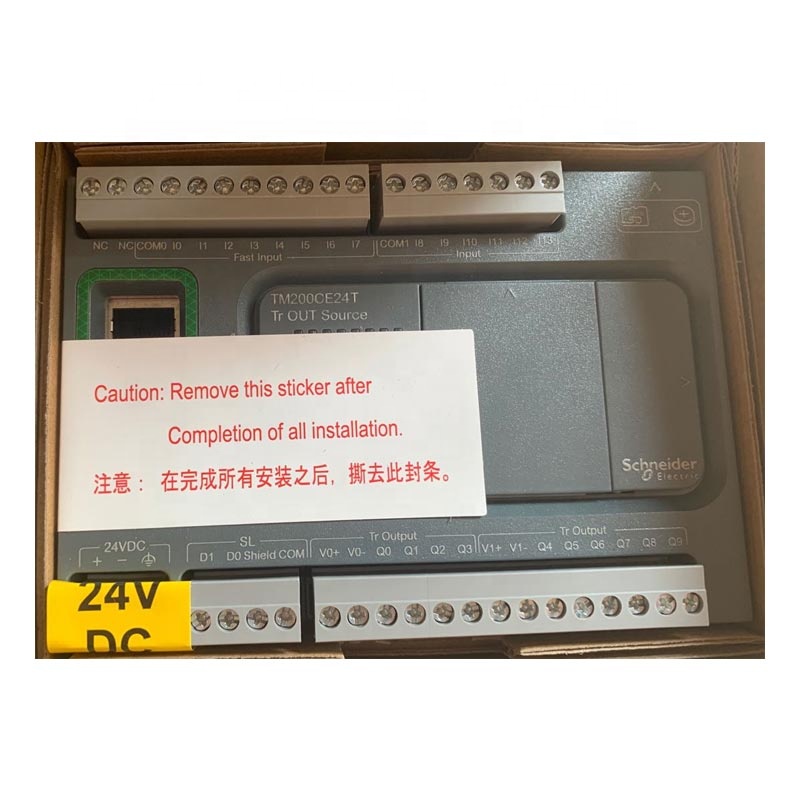 NC NC COM0 I0 I1 I2 I3 I4 I5 I6 I7 COM1 I8 I9 I10 I11 I12 I13
Fast Input Input
TM200CE24T
Tr OUT Source
Caution: Remove this sticker after
Completion of all installation.
注意： 在完成所有安装之后，撕去此封条。
Schneider
Electric
24VDC SL Tr Output Tr Output
+ − D1 D0 Shield COM V0+ V0- Q0 Q1 Q2 Q3 V1+ V1- Q4 Q5 Q6 Q7 Q8 Q9
24V
DC